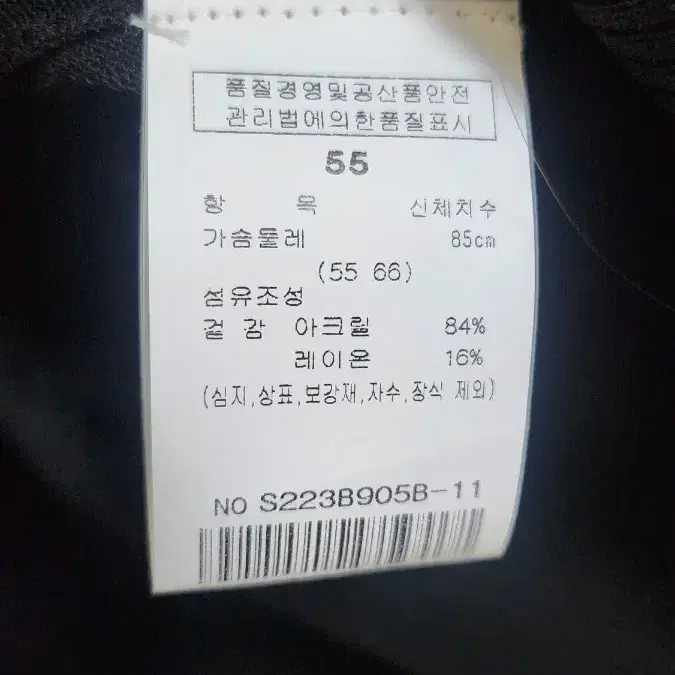 품질경영및공산품안전
관리법에의한품질표시
55
항 목 신체치수
가슴둘레 85cm
(55 66)
섬유조성
겉 감 아크릴 84%
레이온 16%
(심지,상표,보강재,자수,장식 제외)
NO S223B905B-11